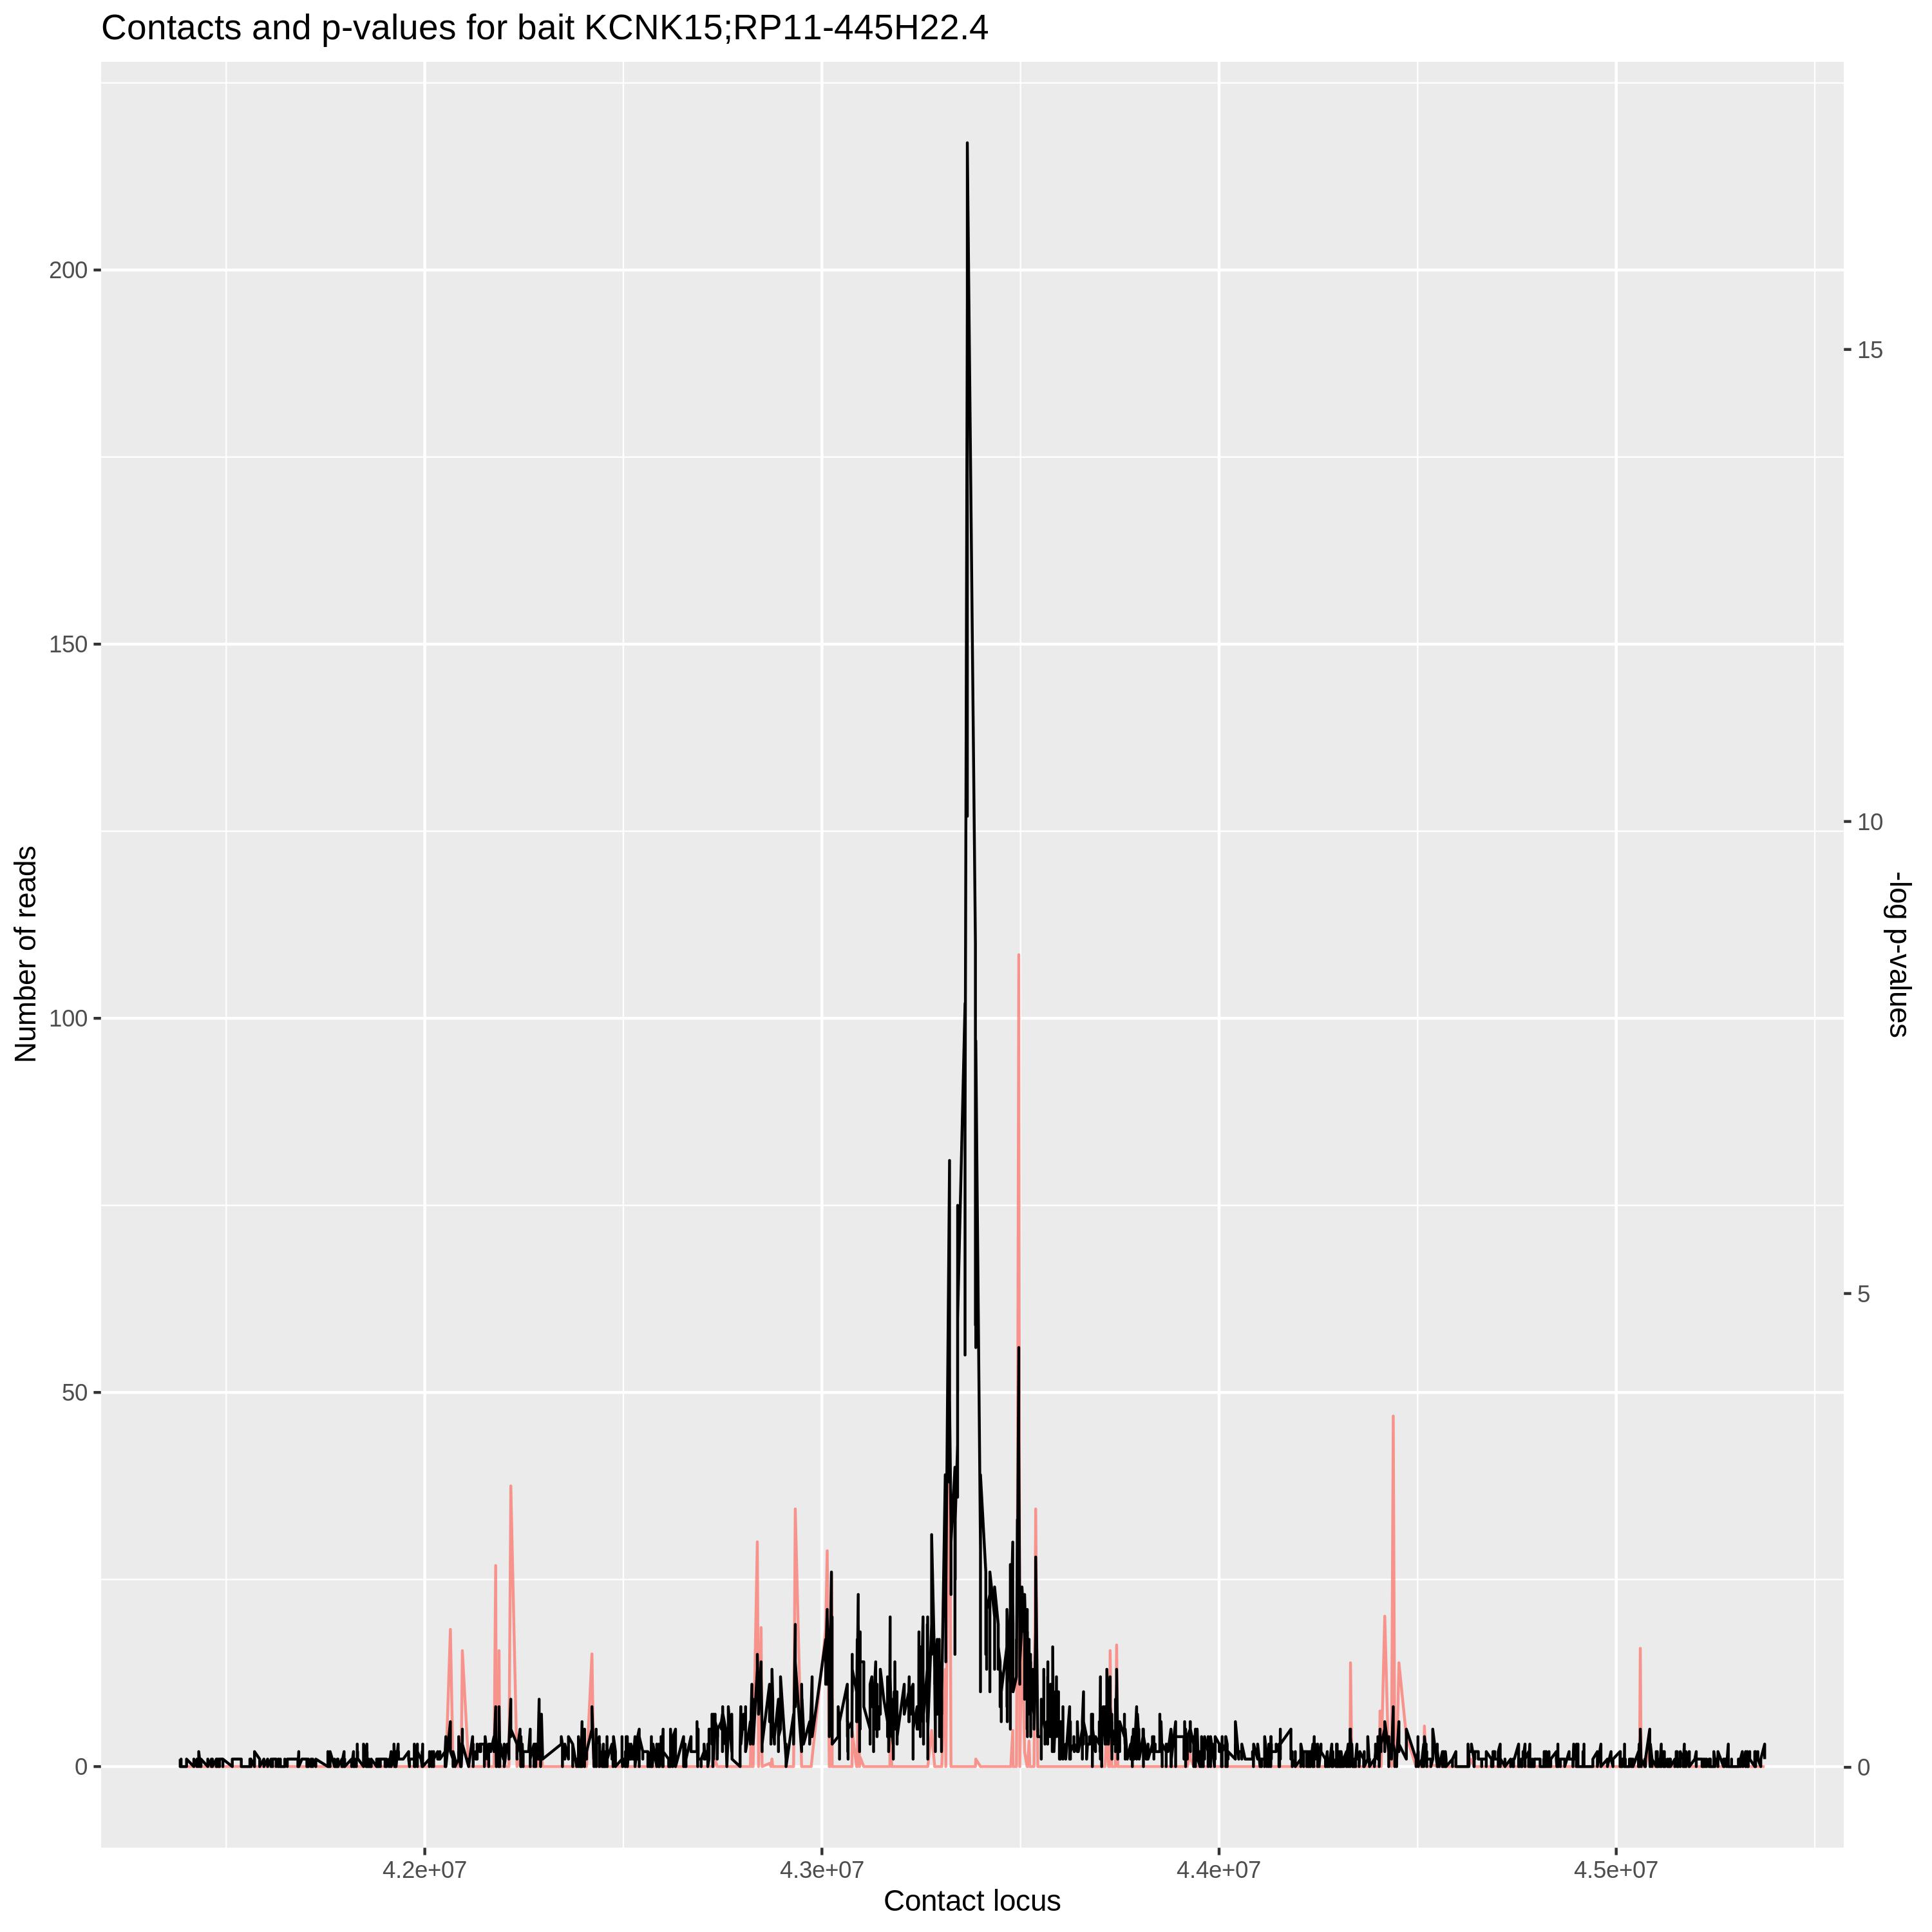 Contacts and p-values for bait KCNK15;RP11-445H22.4
200
150
100
50
0
Number of reads
15
10
5
0
-log p-values
4.2e+07 4.3e+07 4.4e+07 4.5e+07
Contact locus